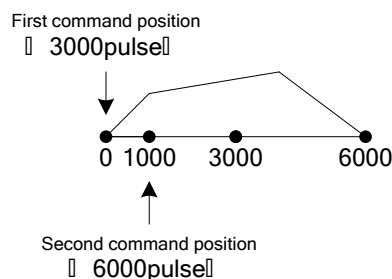 First command position
▯ 3000pulse▯
0 1000 3000 6000
Second command position
▯ 6000pulse▯